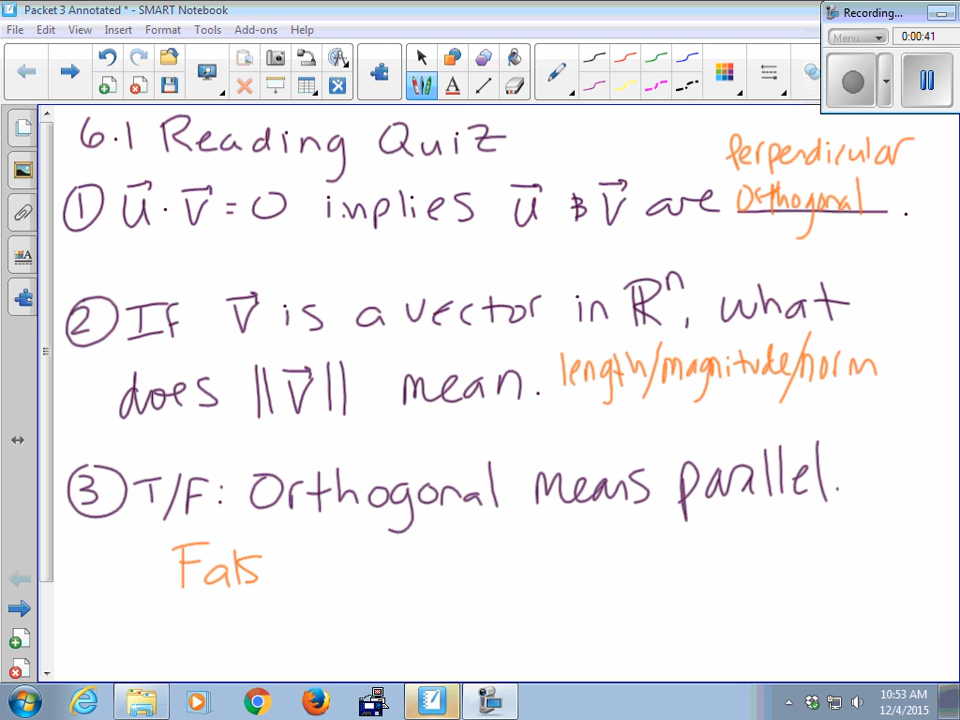 Packet 3 Annotated * - SMART Notebook
File Edit View Insert Format Tools Add-ons Help
Recording...
Menu
0:00:41
6.1 Reading Quiz
perpendicular
① u⃗ · v⃗ = 0 implies u⃗ & v⃗ are orthogonal.
② If v⃗ is a vector in ℝⁿ, what
does ||v⃗|| mean. length/magnitude/norm
③ T/F: Orthogonal means parallel.
Fals
10:53 AM
12/4/2015